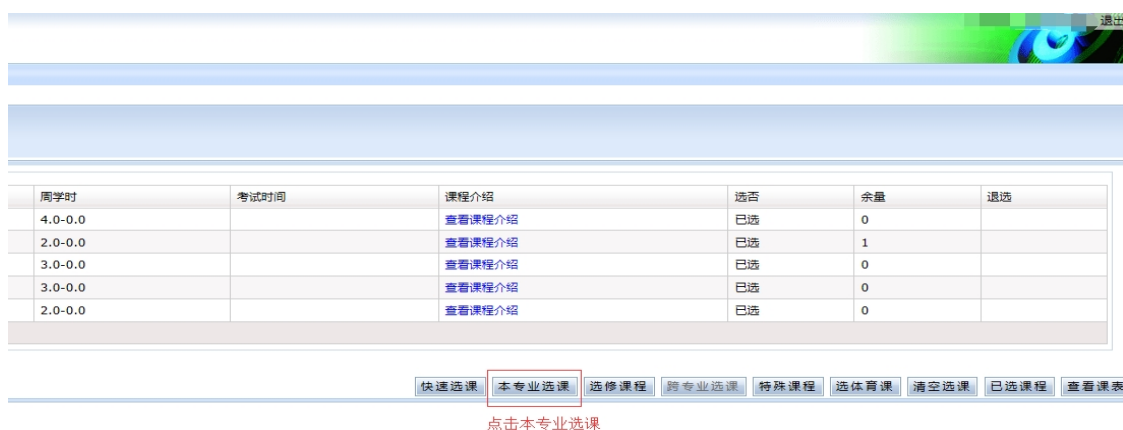 退出
周学时 考试时间 课程介绍 选否 余量 退选
4.0-0.0 查看课程介绍 已选 0
2.0-0.0 查看课程介绍 已选 1
3.0-0.0 查看课程介绍 已选 0
3.0-0.0 查看课程介绍 已选 0
2.0-0.0 查看课程介绍 已选 0
快速选课 本专业选课 选修课程 跨专业选课 特殊课程 选体育课 清空选课 已选课程 查看课表
点击本专业选课